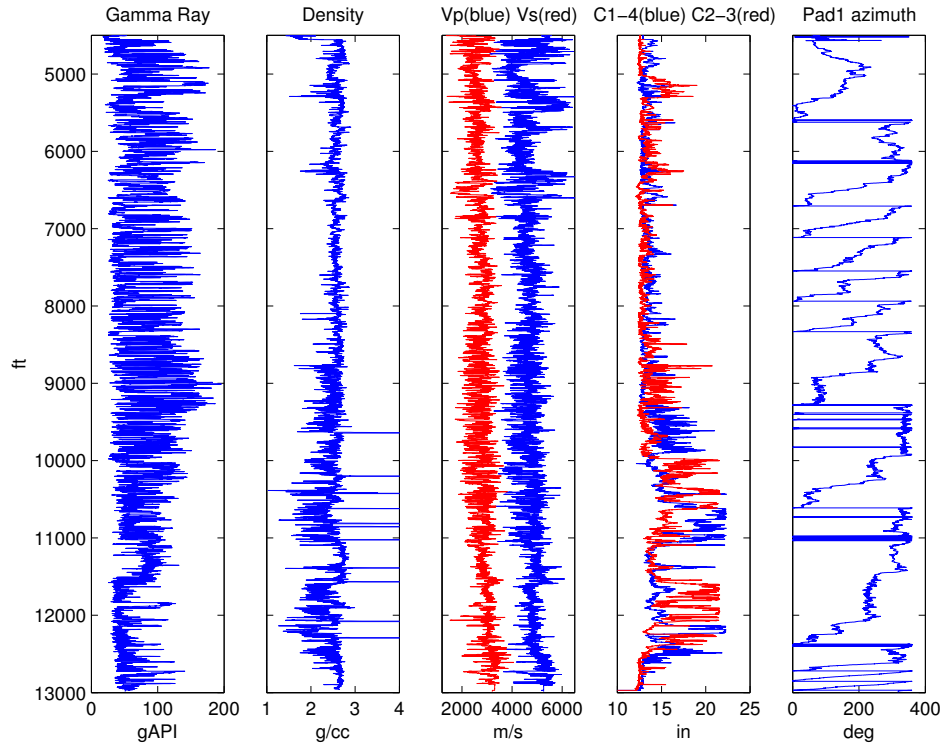 Gamma Ray Density Vp(blue) Vs(red) C1−4(blue) C2−3(red) Pad1 azimuth
5000
6000
7000
8000
ft
9000
10000
11000
12000
13000
0 100 200 1 2 3 4 2000 4000 6000 10 15 20 25 0 200 400
gAPI g/cc m/s in deg